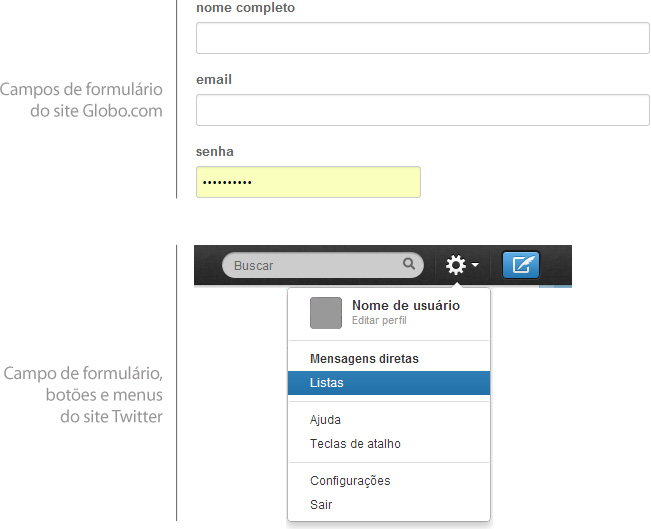 nome completo
Campos de formulário
do site Globo.com
email
senha
••••••••••
Buscar
Nome de usuário
Editar perfil
Mensagens diretas
Listas
Campo de formulário,
botões e menus
do site Twitter
Ajuda
Teclas de atalho
Configurações
Sair